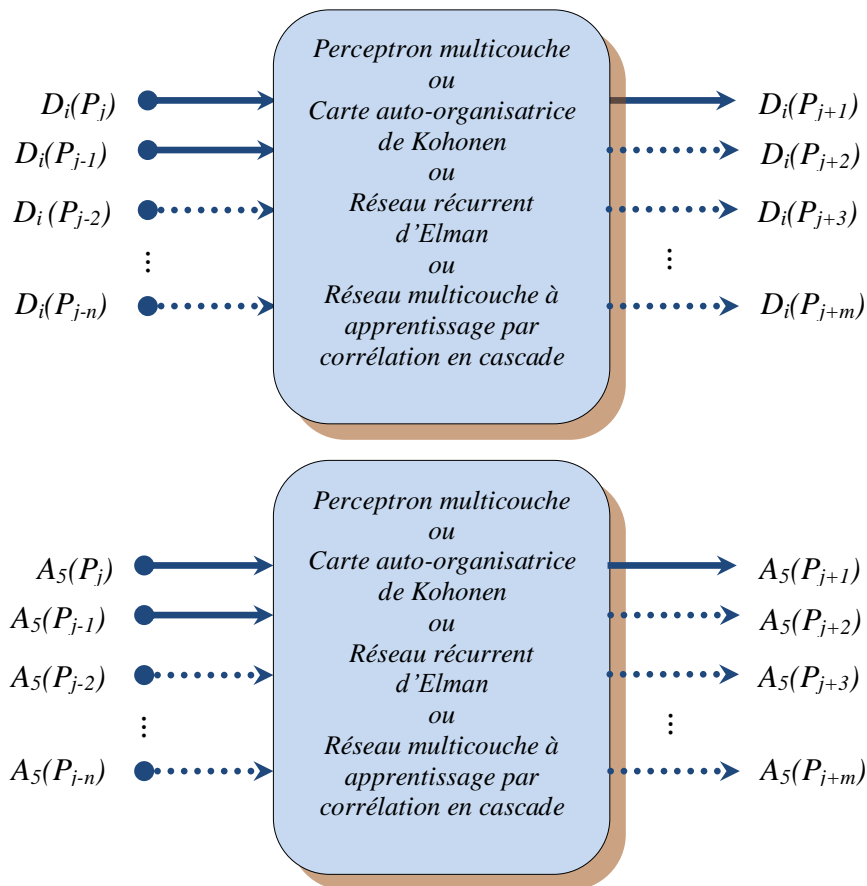 Perceptron multicouche
ou
Carte auto-organisatrice
de Kohonen
ou
Réseau récurrent
d'Elman
ou
Réseau multicouche à
apprentissage par
corrélation en cascade
Di(Pj)
Di(Pj-1)
Di (Pj-2)
⋮
Di(Pj-n)
Di(Pj+1)
Di(Pj+2)
Di(Pj+3)
⋮
Di(Pj+m)
Perceptron multicouche
ou
Carte auto-organisatrice
de Kohonen
ou
Réseau récurrent
d'Elman
ou
Réseau multicouche à
apprentissage par
corrélation en cascade
A5(Pj)
A5(Pj-1)
A5(Pj-2)
⋮
A5(Pj-n)
A5(Pj+1)
A5(Pj+2)
A5(Pj+3)
⋮
A5(Pj+m)